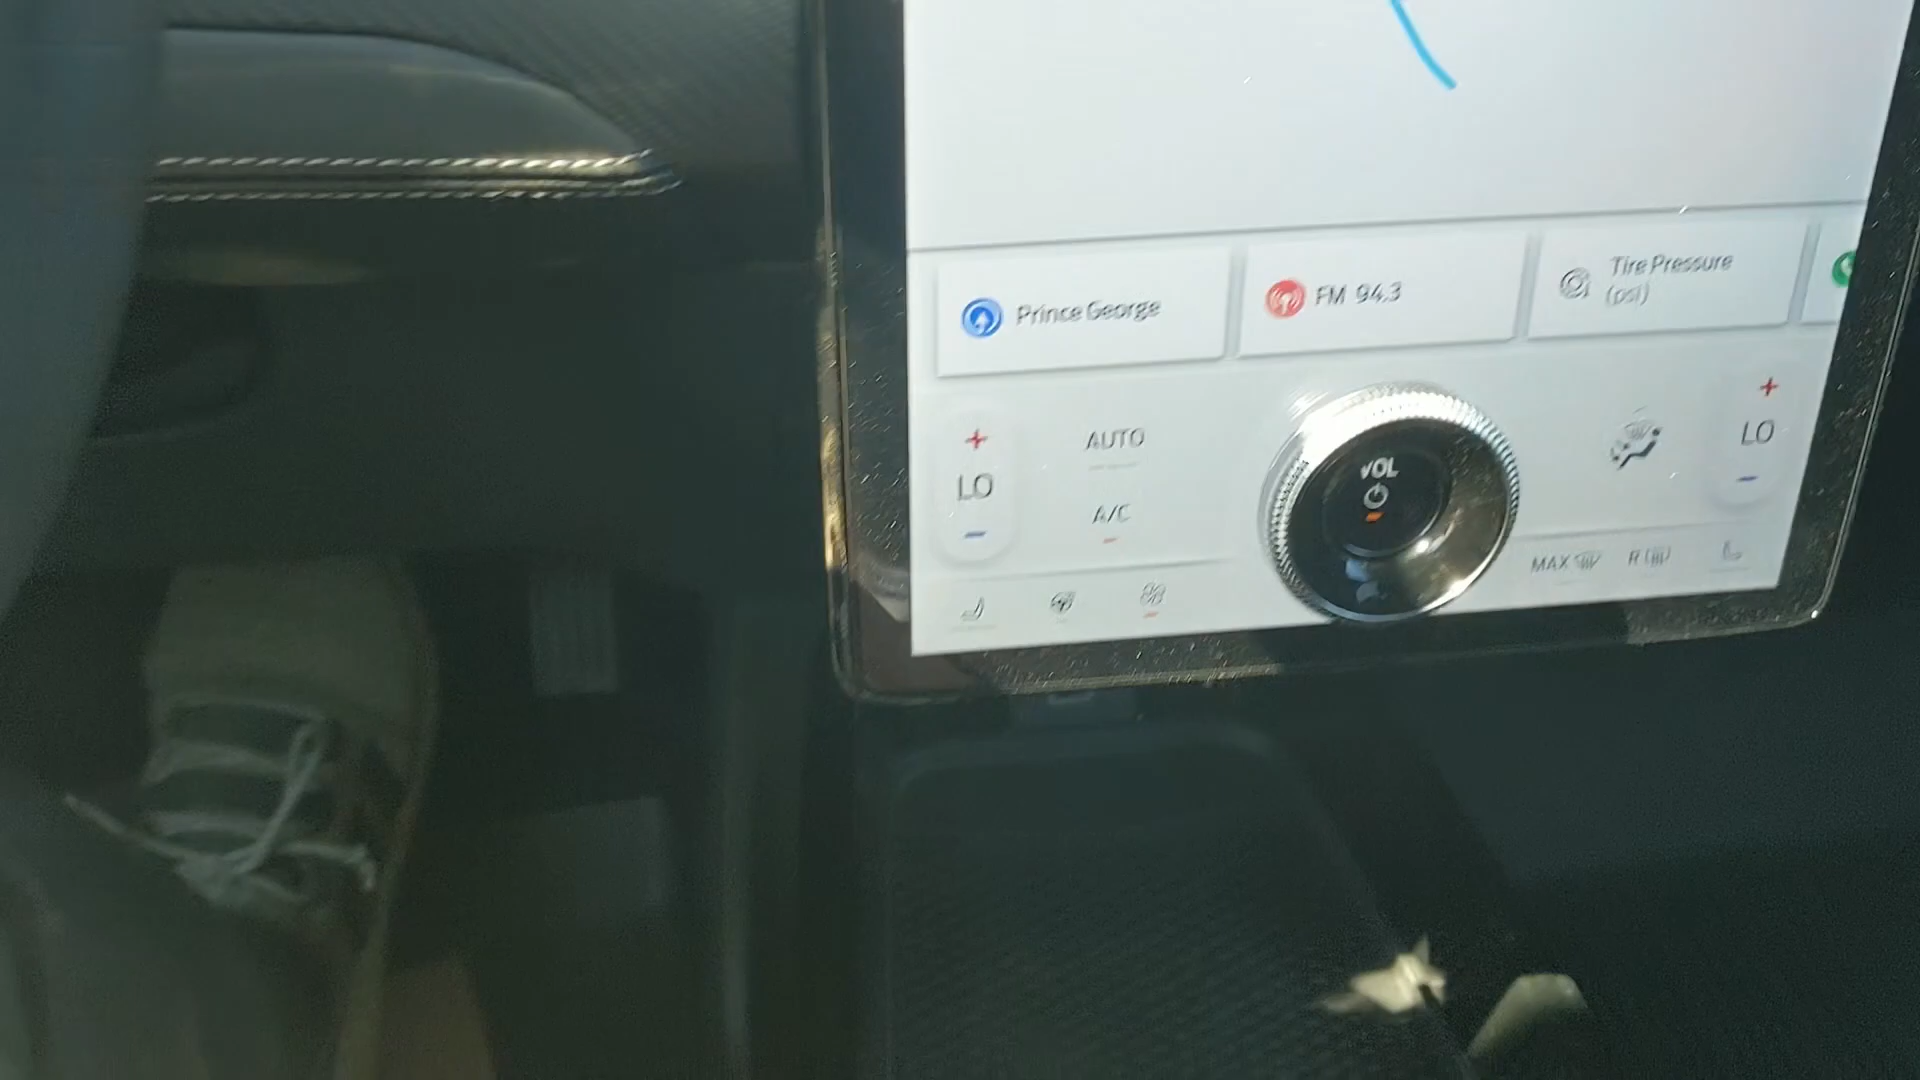 Prince George
FM 94.3
Tire Pressure
(psi)
+
LO
-
AUTO
A/C
VOL
+
LO
-
MAX
R